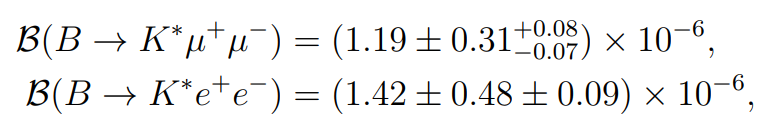 ℬ(B → K*μ⁺μ⁻) = (1.19 ± 0.31⁺⁰·⁰⁸₋₀.₀₇) × 10⁻⁶,
ℬ(B → K*e⁺e⁻) = (1.42 ± 0.48 ± 0.09) × 10⁻⁶,